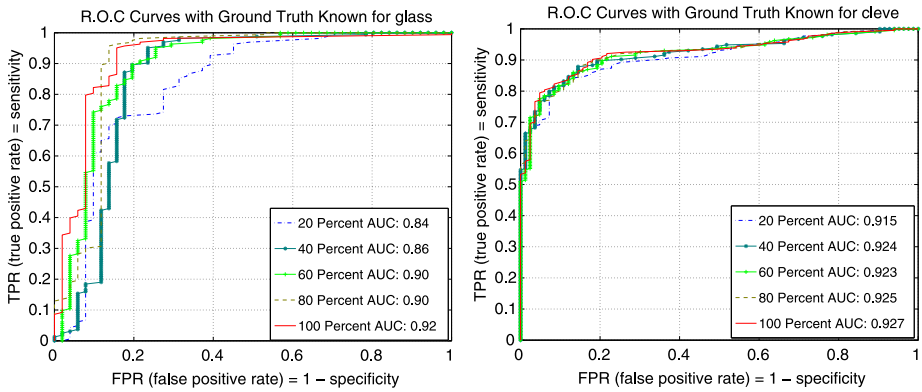 R.O.C Curves with Ground Truth Known for glass
TPR (true positive rate) = sensitivity
1
0.9
0.8
0.7
0.6
0.5
0.4
0.3
0.2
0.1
0
0 0.2 0.4 0.6 0.8 1
FPR (false positive rate) = 1 – specificity
20 Percent AUC: 0.84
40 Percent AUC: 0.86
60 Percent AUC: 0.90
80 Percent AUC: 0.90
100 Percent AUC: 0.92
R.O.C Curves with Ground Truth Known for cleve
TPR (true positive rate) = sensitivity
1
0.9
0.8
0.7
0.6
0.5
0.4
0.3
0.2
0.1
0
0 0.2 0.4 0.6 0.8 1
FPR (false positive rate) = 1 – specificity
20 Percent AUC: 0.915
40 Percent AUC: 0.924
60 Percent AUC: 0.923
80 Percent AUC: 0.925
100 Percent AUC: 0.927